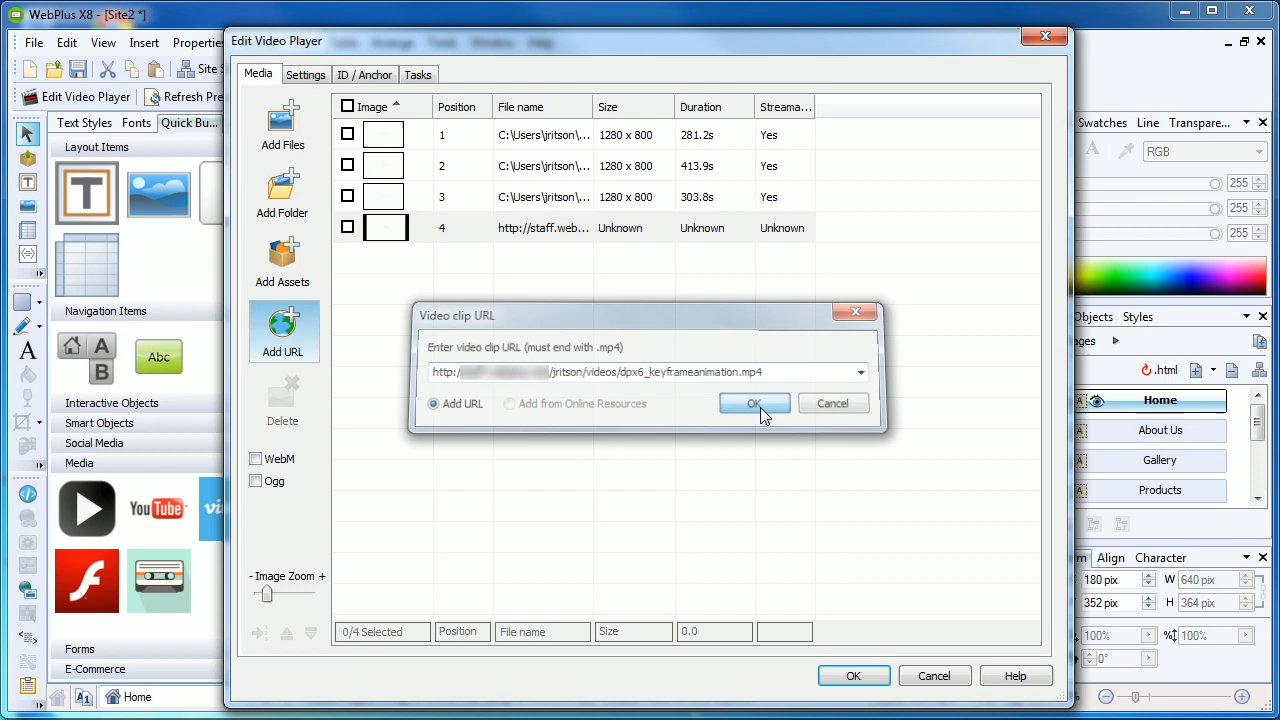 WebPlus X8 - [Site2 *]
File Edit View Insert Properties
Site S
Edit Video Player Refresh Pre
Text Styles Fonts Quick Bu...
Layout Items
T
Navigation Items
A
B
Abc
Interactive Objects
Smart Objects
Social Media
Media
YouTube
Forms
E-Commerce
Home
Edit Video Player
Media Settings ID / Anchor Tasks
Add Files
Add Folder
Add Assets
Add URL
Delete
WebM
Ogg
- Image Zoom +
Image Position File name Size Duration Streama...
1 C:\Users\jritson\... 1280 x 800 281.2s Yes
2 C:\Users\jritson\... 1280 x 800 413.9s Yes
3 C:\Users\jritson\... 1280 x 800 303.8s Yes
4 http://staff.web... Unknown Unknown Unknown
Video clip URL
Enter video clip URL (must end with .mp4)
http:/ /jritson/videos/dpx6_keyframeanimation.mp4
Add URL Add from Online Resources OK Cancel
0/4 Selected Position File name Size 0.0
OK Cancel Help
Swatches Line Transpare...
A RGB
255
255
255
Objects Styles
ages
.html
A Home
A About Us
A Gallery
A Products
Align Character
180 pix W 640 pix
352 pix H 364 pix
100% % 100%
0°
%